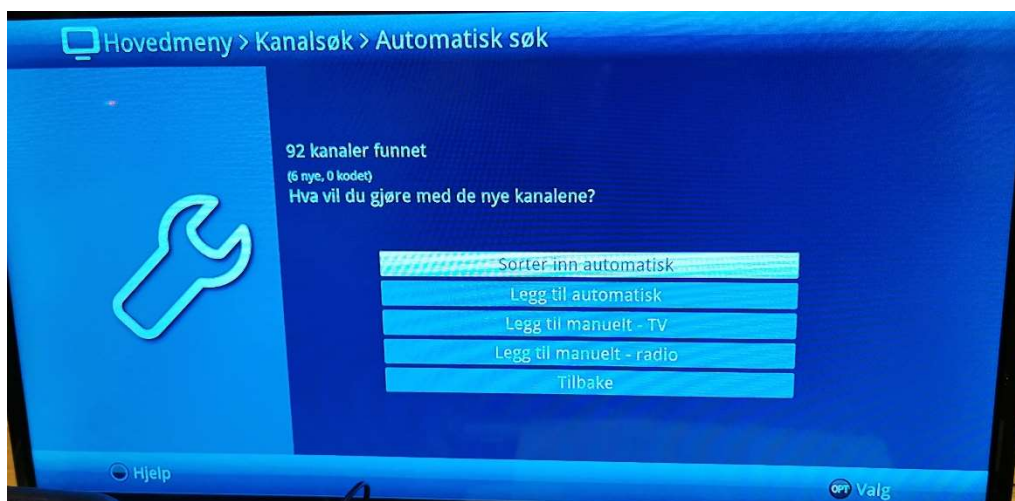 Hovedmeny > Kanalsøk > Automatisk søk
92 kanaler funnet
(6 nye, 0 kodet)
Hva vil du gjøre med de nye kanalene?
Sorter inn automatisk
Legg til automatisk
Legg til manuelt - TV
Legg til manuelt - radio
Tilbake
Hjelp
OPT Valg